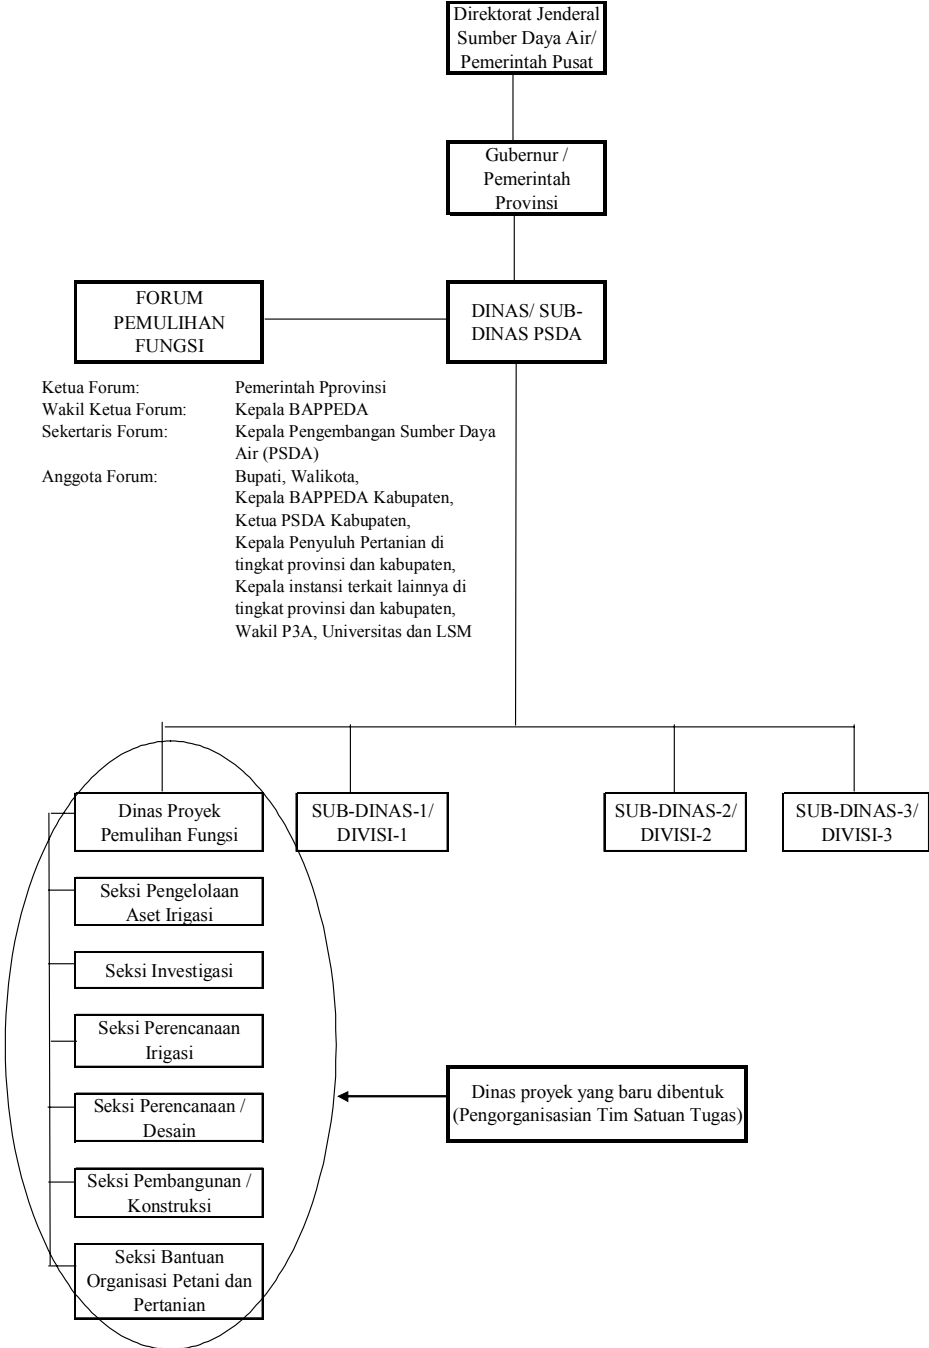 Direktorat Jenderal
Sumber Daya Air/
Pemerintah Pusat
Gubernur /
Pemerintah
Provinsi
FORUM
PEMULIHAN
FUNGSI
DINAS/ SUB-
DINAS PSDA
Ketua Forum: Pemerintah Pprovinsi
Wakil Ketua Forum: Kepala BAPPEDA
Sekertaris Forum: Kepala Pengembangan Sumber Daya
Air (PSDA)
Anggota Forum: Bupati, Walikota,
Kepala BAPPEDA Kabupaten,
Ketua PSDA Kabupaten,
Kepala Penyuluh Pertanian di
tingkat provinsi dan kabupaten,
Kepala instansi terkait lainnya di
tingkat provinsi dan kabupaten,
Wakil P3A, Universitas dan LSM
Dinas Proyek
Pemulihan Fungsi
SUB-DINAS-1/
DIVISI-1
SUB-DINAS-2/
DIVISI-2
SUB-DINAS-3/
DIVISI-3
Seksi Pengelolaan
Aset Irigasi
Seksi Investigasi
Seksi Perencanaan
Irigasi
Seksi Perencanaan /
Desain
Seksi Pembangunan /
Konstruksi
Seksi Bantuan
Organisasi Petani dan
Pertanian
Dinas proyek yang baru dibentuk
(Pengorganisasian Tim Satuan Tugas)